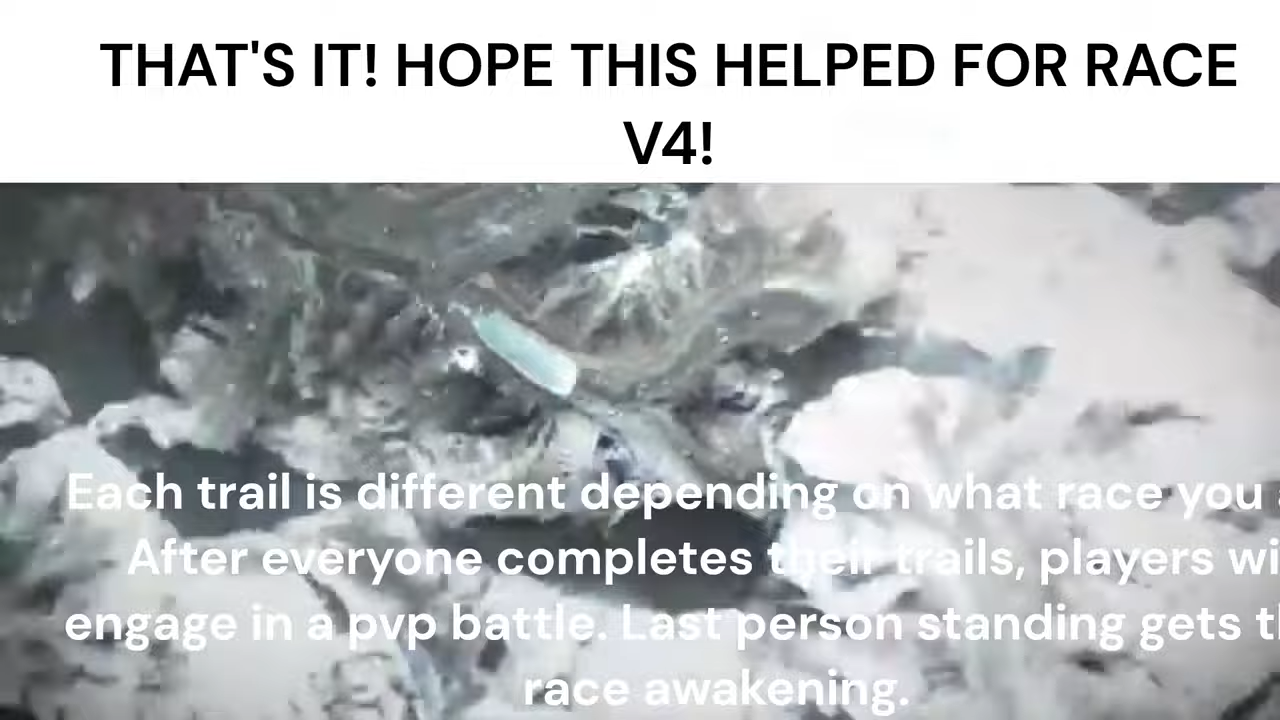 THAT'S IT! HOPE THIS HELPED FOR RACE
V4!
Each trail is different depending on what race you
After everyone completes their trails, players
engage in a pvp battle. Last person standing gets
race awakening.